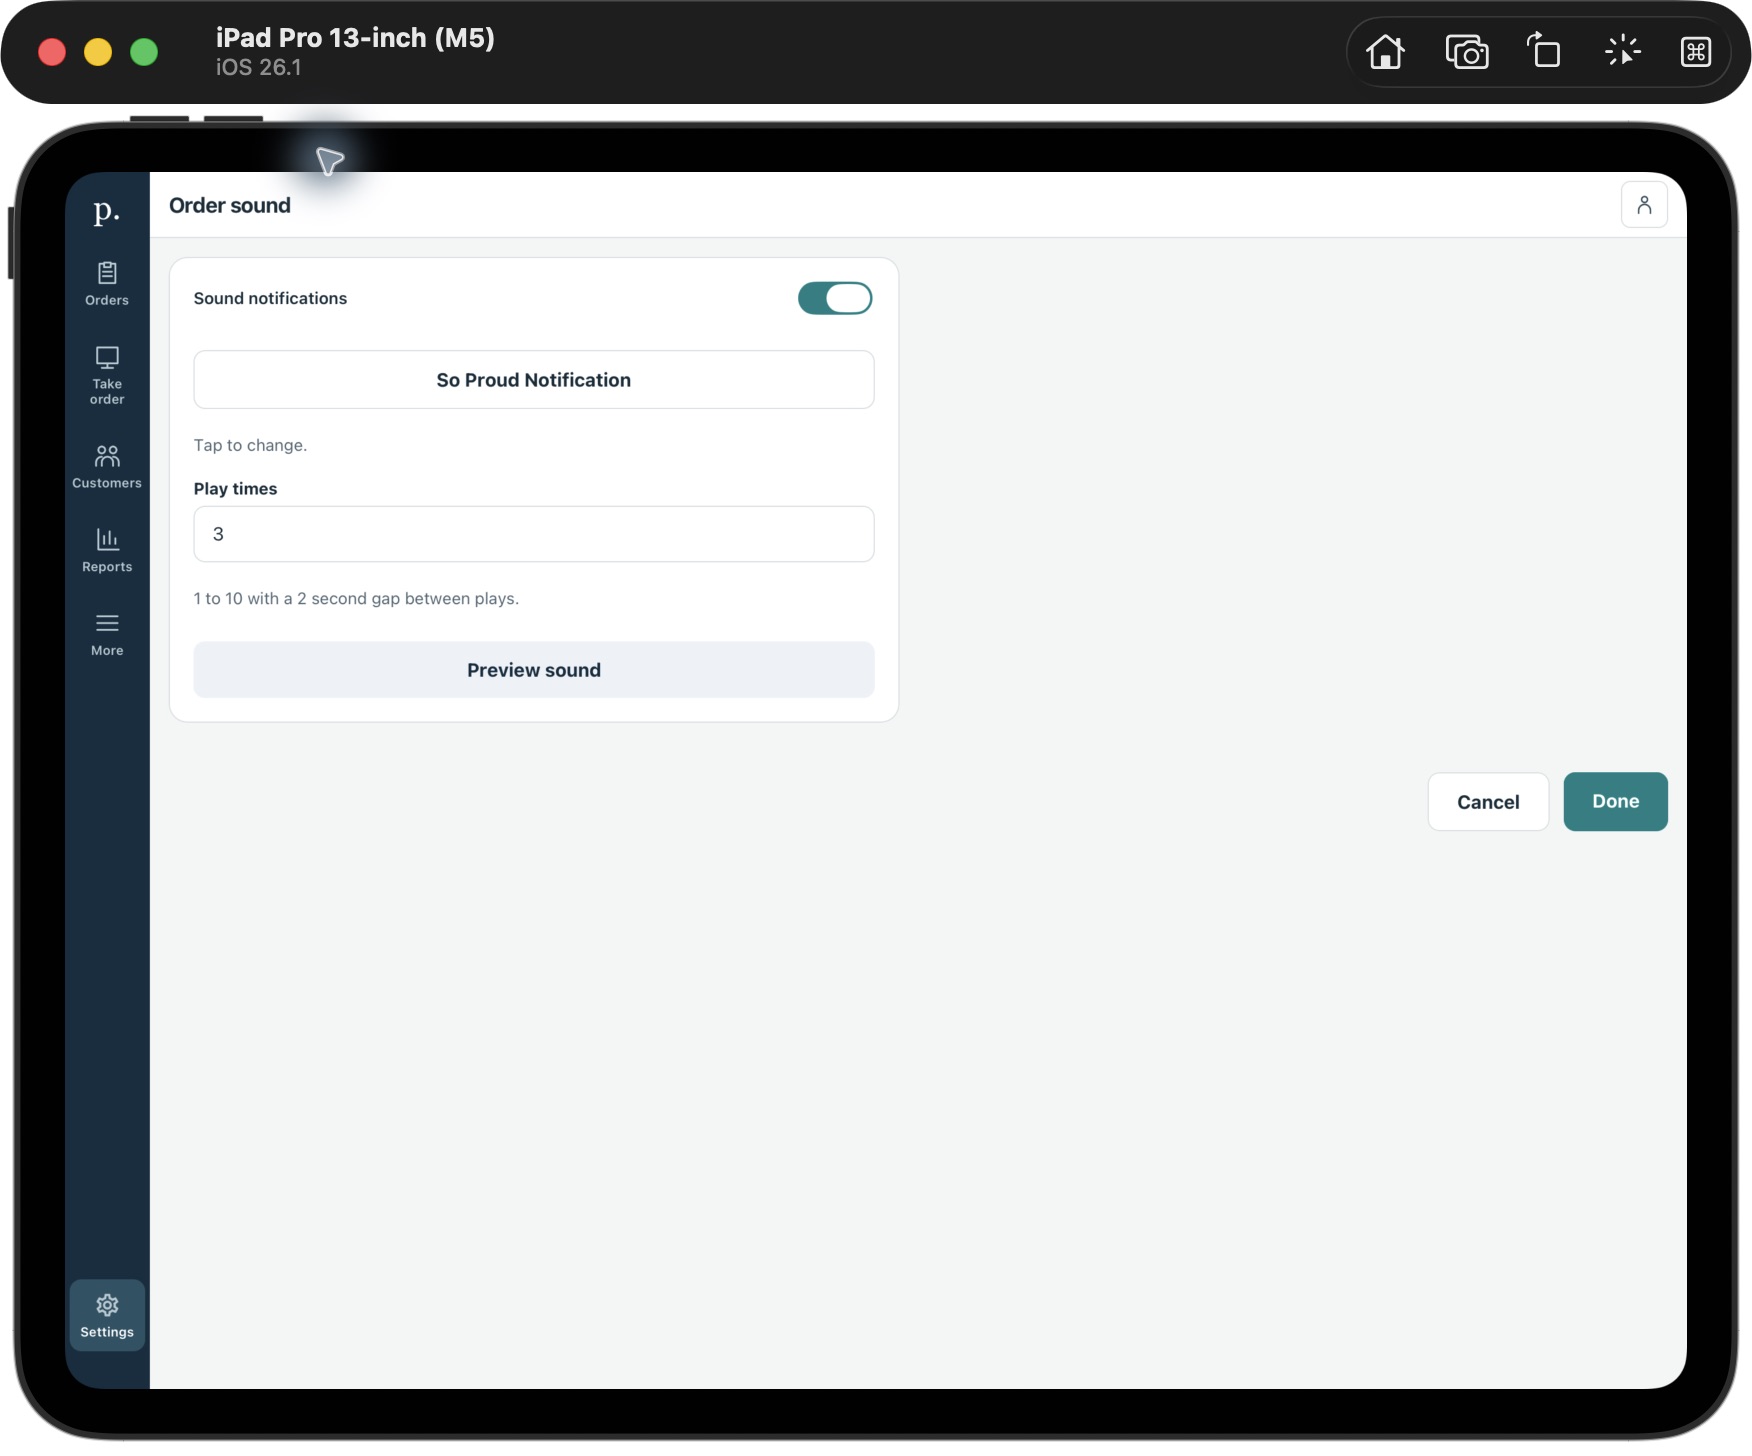 iPad Pro 13-inch (M5)
iOS 26.1
p.
Orders
Take
order
Customers
Reports
More
Settings
Order sound
Sound notifications
So Proud Notification
Tap to change.
Play times
3
1 to 10 with a 2 second gap between plays.
Preview sound
Cancel
Done